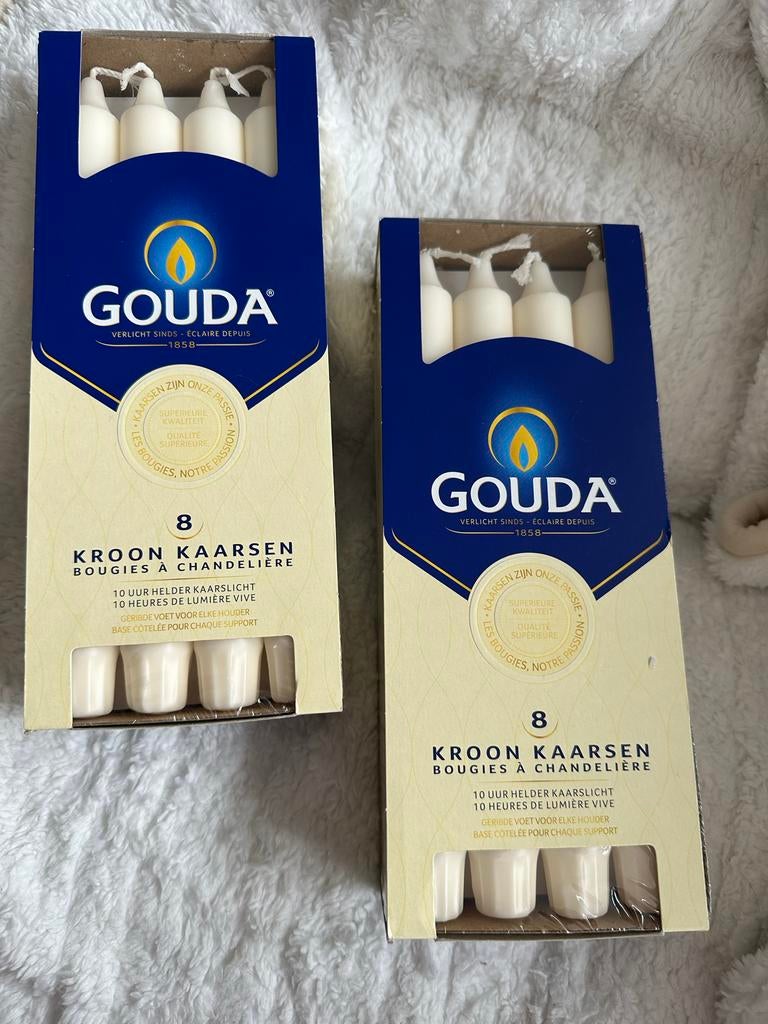 GOUDA®
VERLICHT SINDS - ÉCLAIRE DEPUIS
1858
KAARSEN ZIJN ONZE PASSIE •
LES BOUGIES, NOTRE PASSION •
SUPERIEURE
KWALITEIT
QUALITÉ
SUPÉRIEURE
8
KROON KAARSEN
BOUGIES À CHANDELIÈRE
10 UUR HELDER KAARSLICHT
10 HEURES DE LUMIÈRE VIVE
GERIBDE VOET VOOR ELKE HOUDER
BASE CÔTELÉE POUR CHAQUE SUPPORT
GOUDA®
VERLICHT SINDS - ÉCLAIRE DEPUIS
1858
KAARSEN ZIJN ONZE PASSIE •
LES BOUGIES, NOTRE PASSION •
SUPERIEURE
KWALITEIT
QUALITÉ
SUPÉRIEURE
8
KROON KAARSEN
BOUGIES À CHANDELIÈRE
10 UUR HELDER KAARSLICHT
10 HEURES DE LUMIÈRE VIVE
GERIBDE VOET VOOR ELKE HOUDER
BASE CÔTELÉE POUR CHAQUE SUPPORT